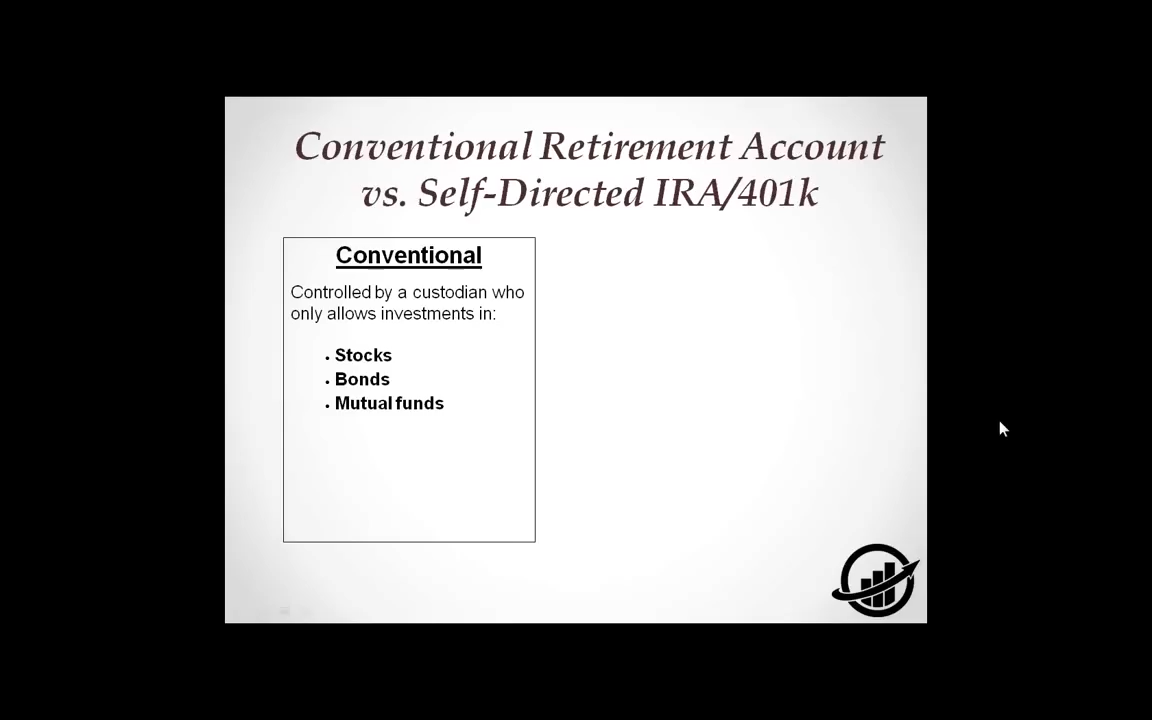 Conventional Retirement Account
vs. Self-Directed IRA/401k
Conventional
Controlled by a custodian who
only allows investments in:
• Stocks
• Bonds
• Mutual funds